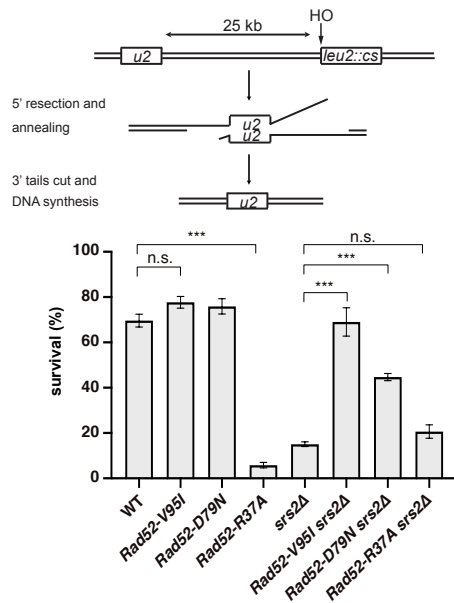 HO
25 kb
u2
leu2::cs
5' resection and
annealing
u2
u2
3' tails cut and
DNA synthesis
u2
n.s.
***
***
n.s.
***
100
80
60
40
20
0
survival (%)
WT
Rad52-V95I
Rad52-D79N
Rad52-R37A
srs2Δ
Rad52-V95I srs2Δ
Rad52-D79N srs2Δ
Rad52-R37A srs2Δ